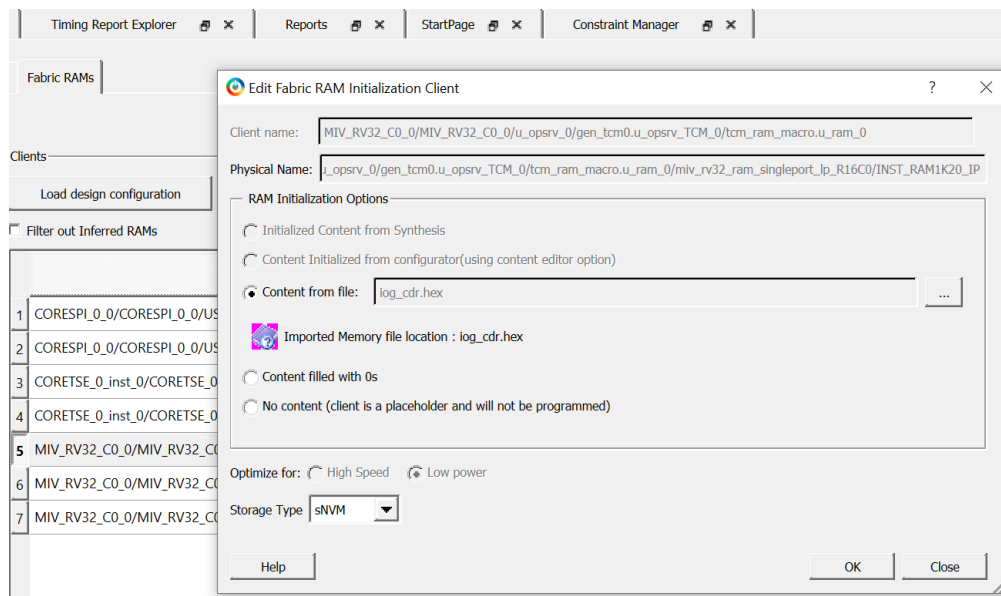 Timing Report Explorer Reports StartPage Constraint Manager
Fabric RAMs
Edit Fabric RAM Initialization Client ?
Client name: MIV_RV32_C0_0/MIV_RV32_C0_0/u_opsrv_0/gen_tcm0.u_opsrv_TCM_0/tcm_ram_macro.u_ram_0
Clients
Physical Name: u_opsrv_0/gen_tcm0.u_opsrv_TCM_0/tcm_ram_macro.u_ram_0/miv_rv32_ram_singleport_lp_R16C0/INST_RAM1K20_IP
Load design configuration
RAM Initialization Options
Filter out Inferred RAMs
Initialized Content from Synthesis
Content Initialized from configurator(using content editor option)
Content from file: iog_cdr.hex ...
1 CORESPI_0_0/CORESPI_0_0/US
Imported Memory file location : iog_cdr.hex
2 CORESPI_0_0/CORESPI_0_0/US
3 CORETSE_0_inst_0/CORETSE_0
Content filled with 0s
4 CORETSE_0_inst_0/CORETSE_0
No content (client is a placeholder and will not be programmed)
5 MIV_RV32_C0_0/MIV_RV32_C0
6 MIV_RV32_C0_0/MIV_RV32_C0
Optimize for: High Speed Low power
7 MIV_RV32_C0_0/MIV_RV32_C0
Storage Type sNVM
Help OK Close